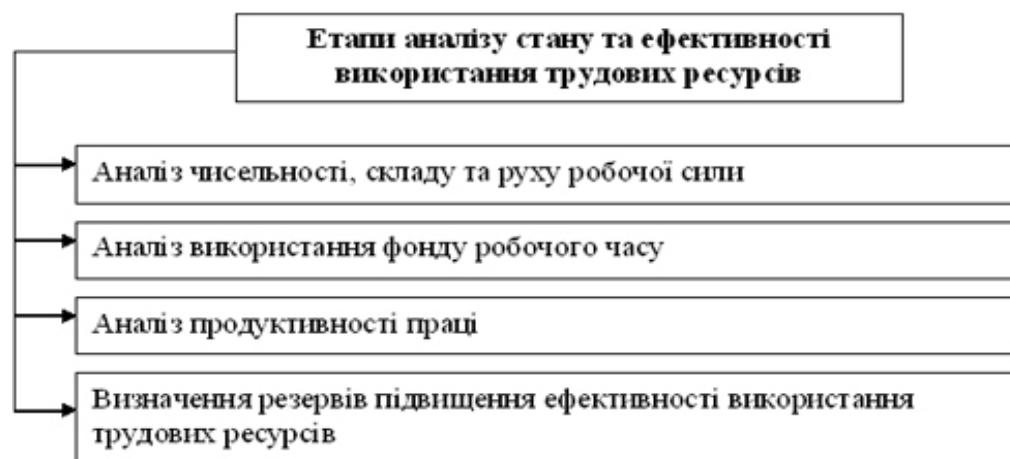 Етапи аналізу стану та ефективності
використання трудових ресурсів
Аналіз чисельності, складу та руху робочої сили
Аналіз використання фонду робочого часу
Аналіз продуктивності праці
Визначення резервів підвищення ефективності використання
трудових ресурсів